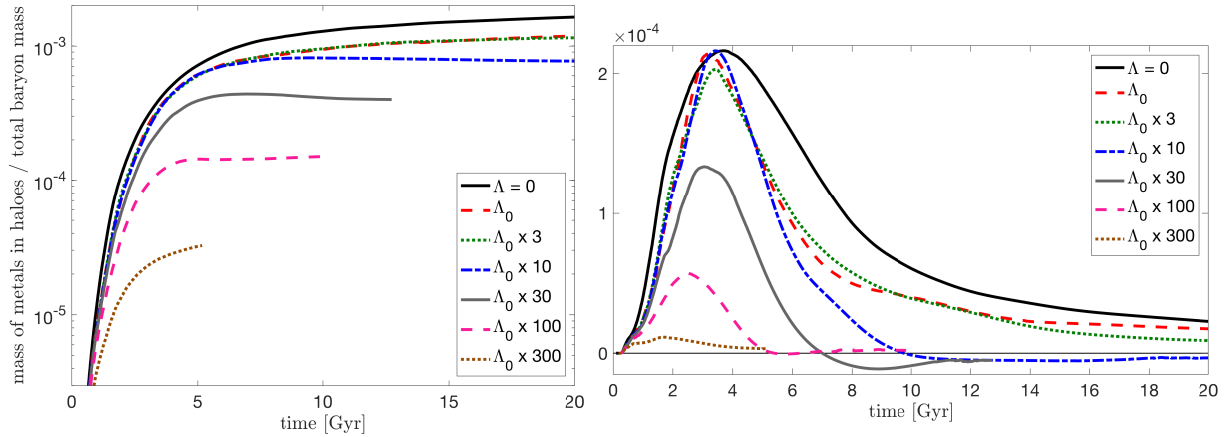 mass of metals in haloes / total baryon mass
10⁻³
10⁻⁴
10⁻⁵
0 5 10 15 20
time [Gyr]
Λ = 0
Λ₀
Λ₀ x 3
Λ₀ x 10
Λ₀ x 30
Λ₀ x 100
Λ₀ x 300
×10⁻⁴
2
1
0
0 2 4 6 8 10 12 14 16 18 20
time [Gyr]
Λ = 0
Λ₀
Λ₀ x 3
Λ₀ x 10
Λ₀ x 30
Λ₀ x 100
Λ₀ x 300